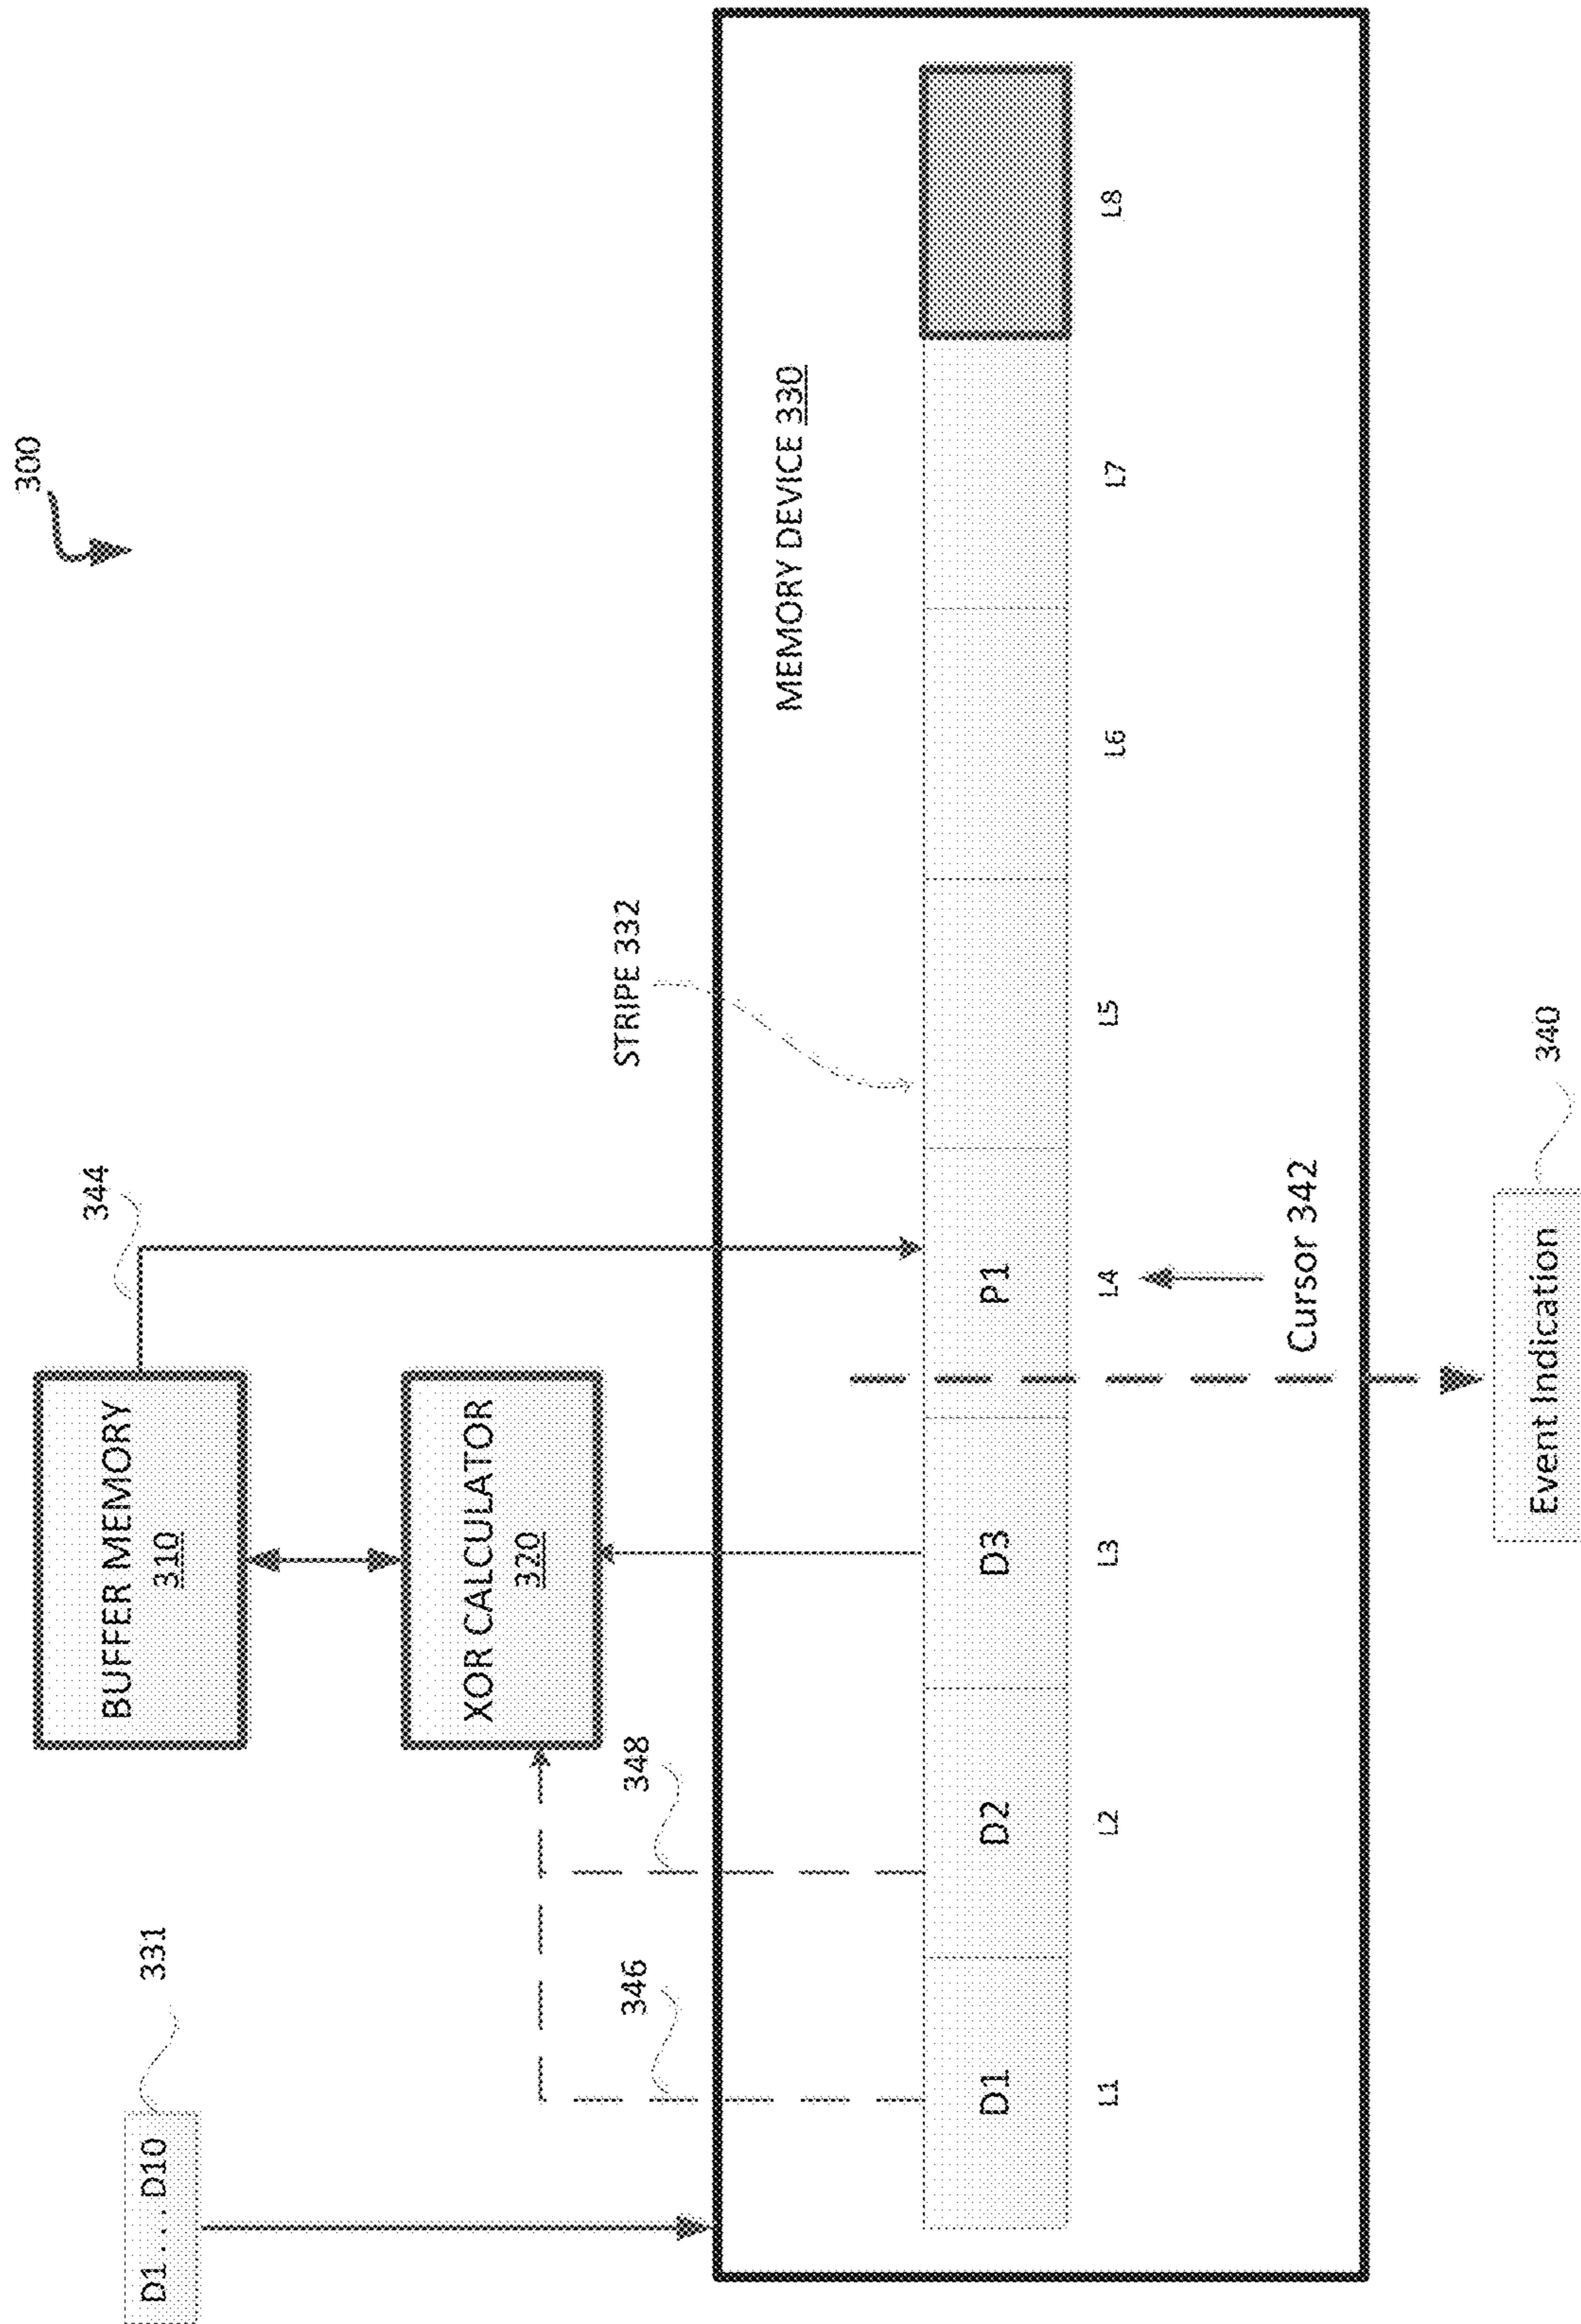 300
D1 . . . D10
331
BUFFER MEMORY
310
344
XOR CALCULATOR
320
346
348
STRIPE 332
MEMORY DEVICE 330
D1
D2
D3
P1
L1
L2
L3
L4
L5
L6
L7
L8
Cursor 342
Event Indication
340